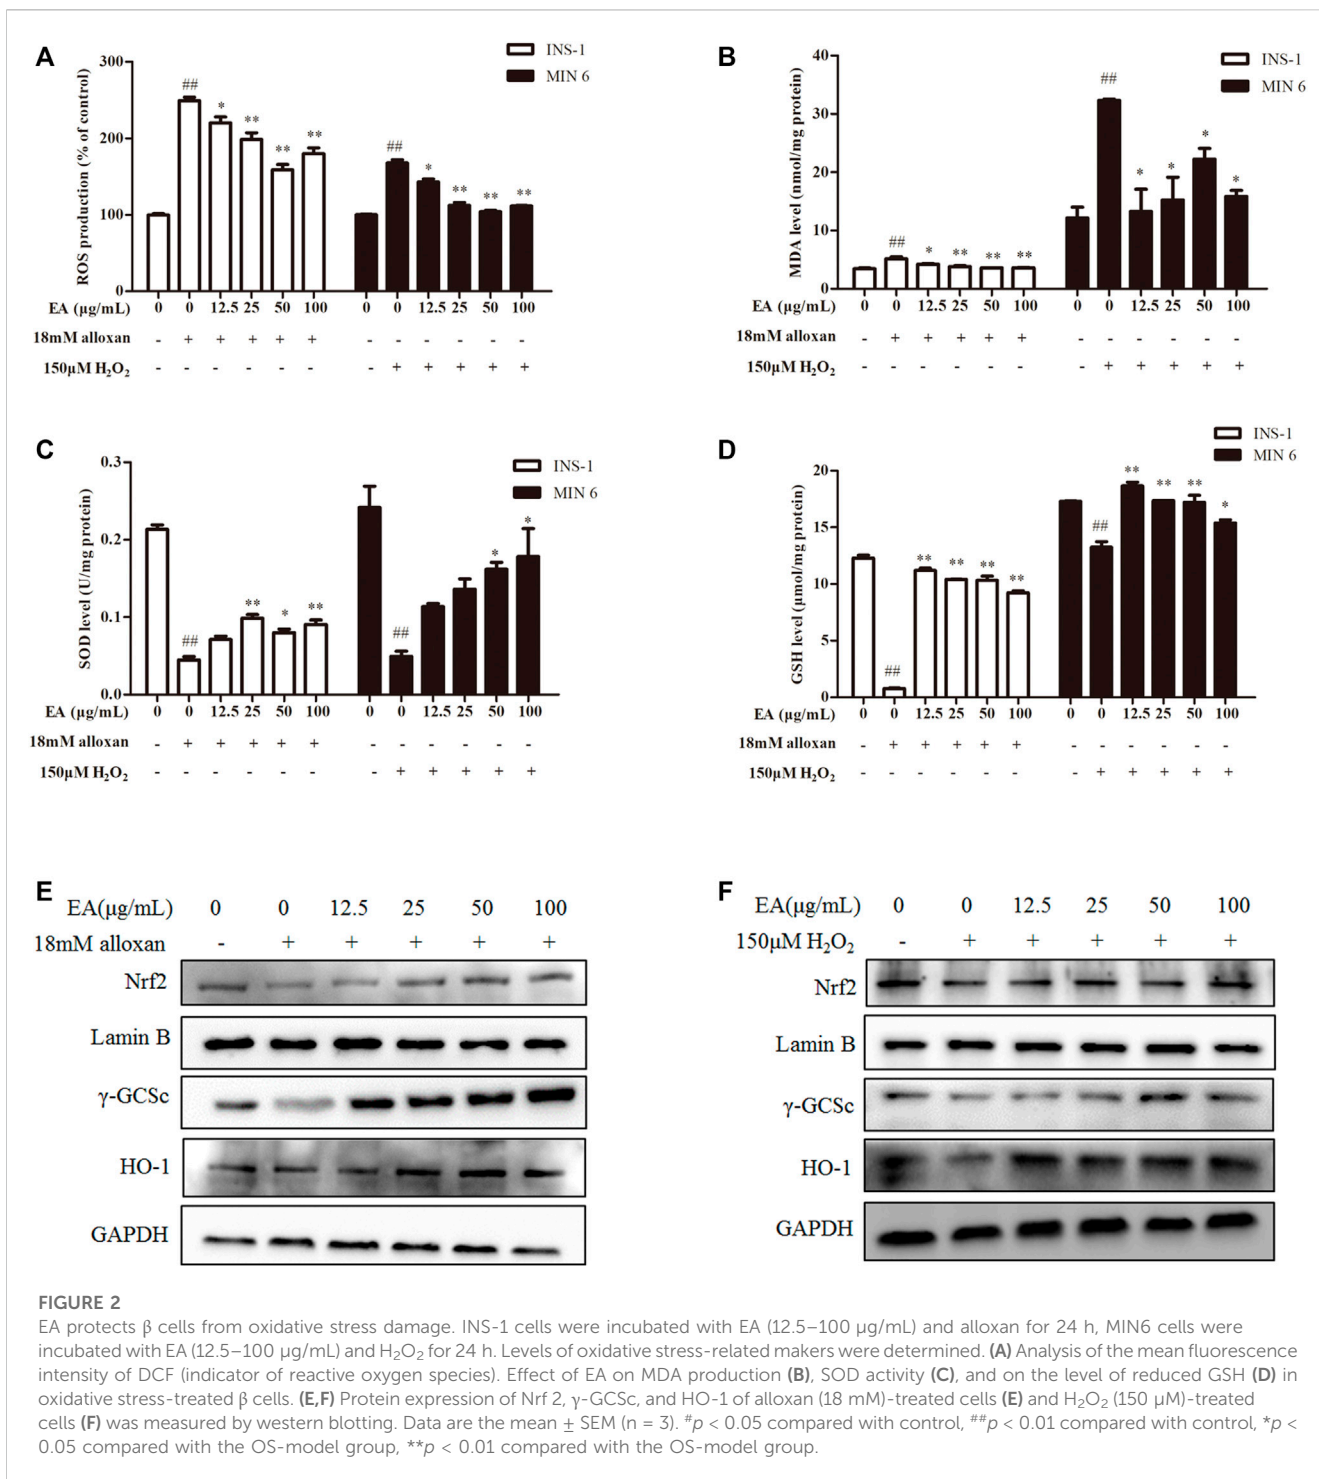 A
INS-1
MIN 6
ROS production (% of control)
300
200
100
0
## * ** ** **
## * ** ** **
0 0 12.5 25 50 100 0 0 12.5 25 50 100
EA (µg/mL)
18mM alloxan - + + + + + - - - - - -
150µM H₂O₂ - - - - - - - + + + + +
B
INS-1
MIN 6
MDA level (nmol/mg protein)
40
30
20
10
0
## * ** ** **
## * * * *
EA (µg/mL) 0 0 12.5 25 50 100 0 0 12.5 25 50 100
18mM alloxan - + + + + + - - - - - -
150µM H₂O₂ - - - - - - - + + + + +
C
INS-1
MIN 6
SOD level (U/mg protein)
0.3
0.2
0.1
0.0
## ** * **
## * *
EA (µg/mL) 0 0 12.5 25 50 100 0 0 12.5 25 50 100
18mM alloxan - + + + + + - - - - - -
150µM H₂O₂ - - - - - - - + + + + +
D
INS-1
MIN 6
GSH level (µmol/mg protein)
20
15
10
5
0
## ** ** ** **
## ** ** ** *
EA (µg/mL) 0 0 12.5 25 50 100 0 0 12.5 25 50 100
18mM alloxan - + + + + + - - - - - -
150µM H₂O₂ - - - - - - - + + + + +
E
EA(µg/mL) 0 0 12.5 25 50 100
18mM alloxan - + + + + +
Nrf2
Lamin B
γ-GCSc
HO-1
GAPDH
F
EA(µg/mL) 0 0 12.5 25 50 100
150µM H₂O₂ - + + + + +
Nrf2
Lamin B
γ-GCSc
HO-1
GAPDH
FIGURE 2
EA protects β cells from oxidative stress damage. INS-1 cells were incubated with EA (12.5–100 µg/mL) and alloxan for 24 h, MIN6 cells were
incubated with EA (12.5–100 µg/mL) and H₂O₂ for 24 h. Levels of oxidative stress-related makers were determined. (A) Analysis of the mean fluorescence
intensity of DCF (indicator of reactive oxygen species). Effect of EA on MDA production (B), SOD activity (C), and on the level of reduced GSH (D) in
oxidative stress-treated β cells. (E,F) Protein expression of Nrf 2, γ-GCSc, and HO-1 of alloxan (18 mM)-treated cells (E) and H₂O₂ (150 µM)-treated
cells (F) was measured by western blotting. Data are the mean ± SEM (n = 3). #p < 0.05 compared with control, ##p < 0.01 compared with control, *p <
0.05 compared with the OS-model group, **p < 0.01 compared with the OS-model group.